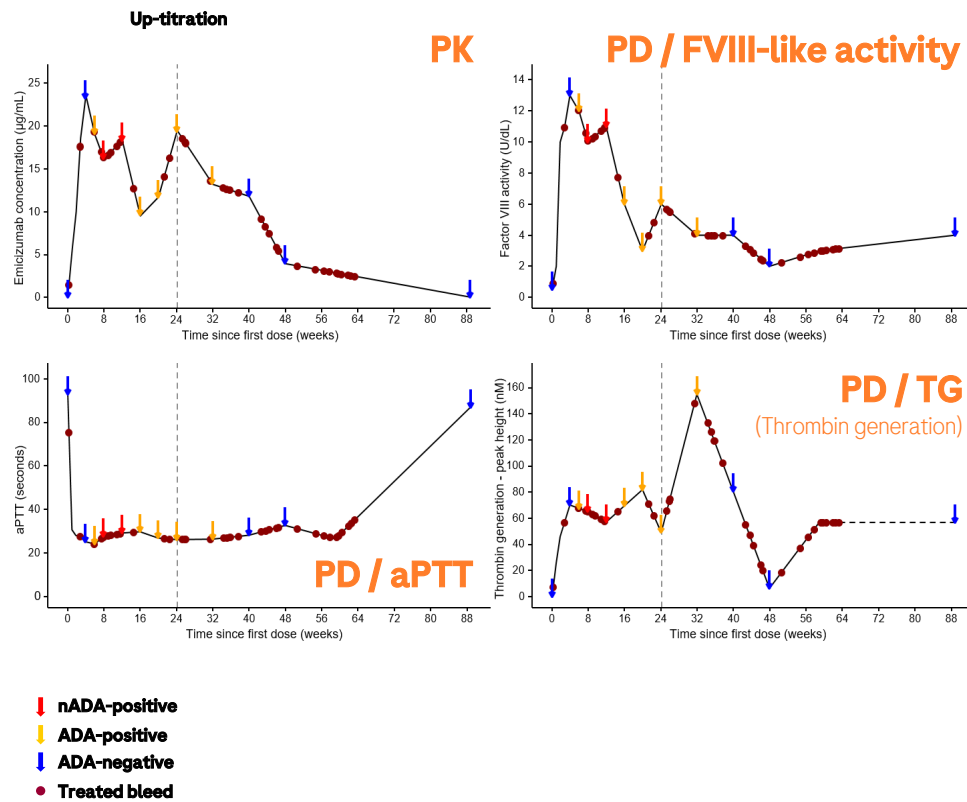 Up-titration
PK
Emicizumab concentration (µg/mL)
25
20
15
10
5
0
0 8 16 24 32 40 48 56 64 72 80 88
Time since first dose (weeks)
PD / FVIII-like activity
Factor VIII activity (U/dL)
14
12
10
8
6
4
2
0
0 8 16 24 32 40 48 56 64 72 80 88
Time since first dose (weeks)
PD / aPTT
aPTT (seconds)
100
80
60
40
20
0
0 8 16 24 32 40 48 56 64 72 80 88
Time since first dose (weeks)
PD / TG
(Thrombin generation)
Thrombin generation - peak height (nM)
160
140
120
100
80
60
40
20
0
0 8 16 24 32 40 48 56 64 72 80 88
Time since first dose (weeks)
nADA-positive
ADA-positive
ADA-negative
Treated bleed